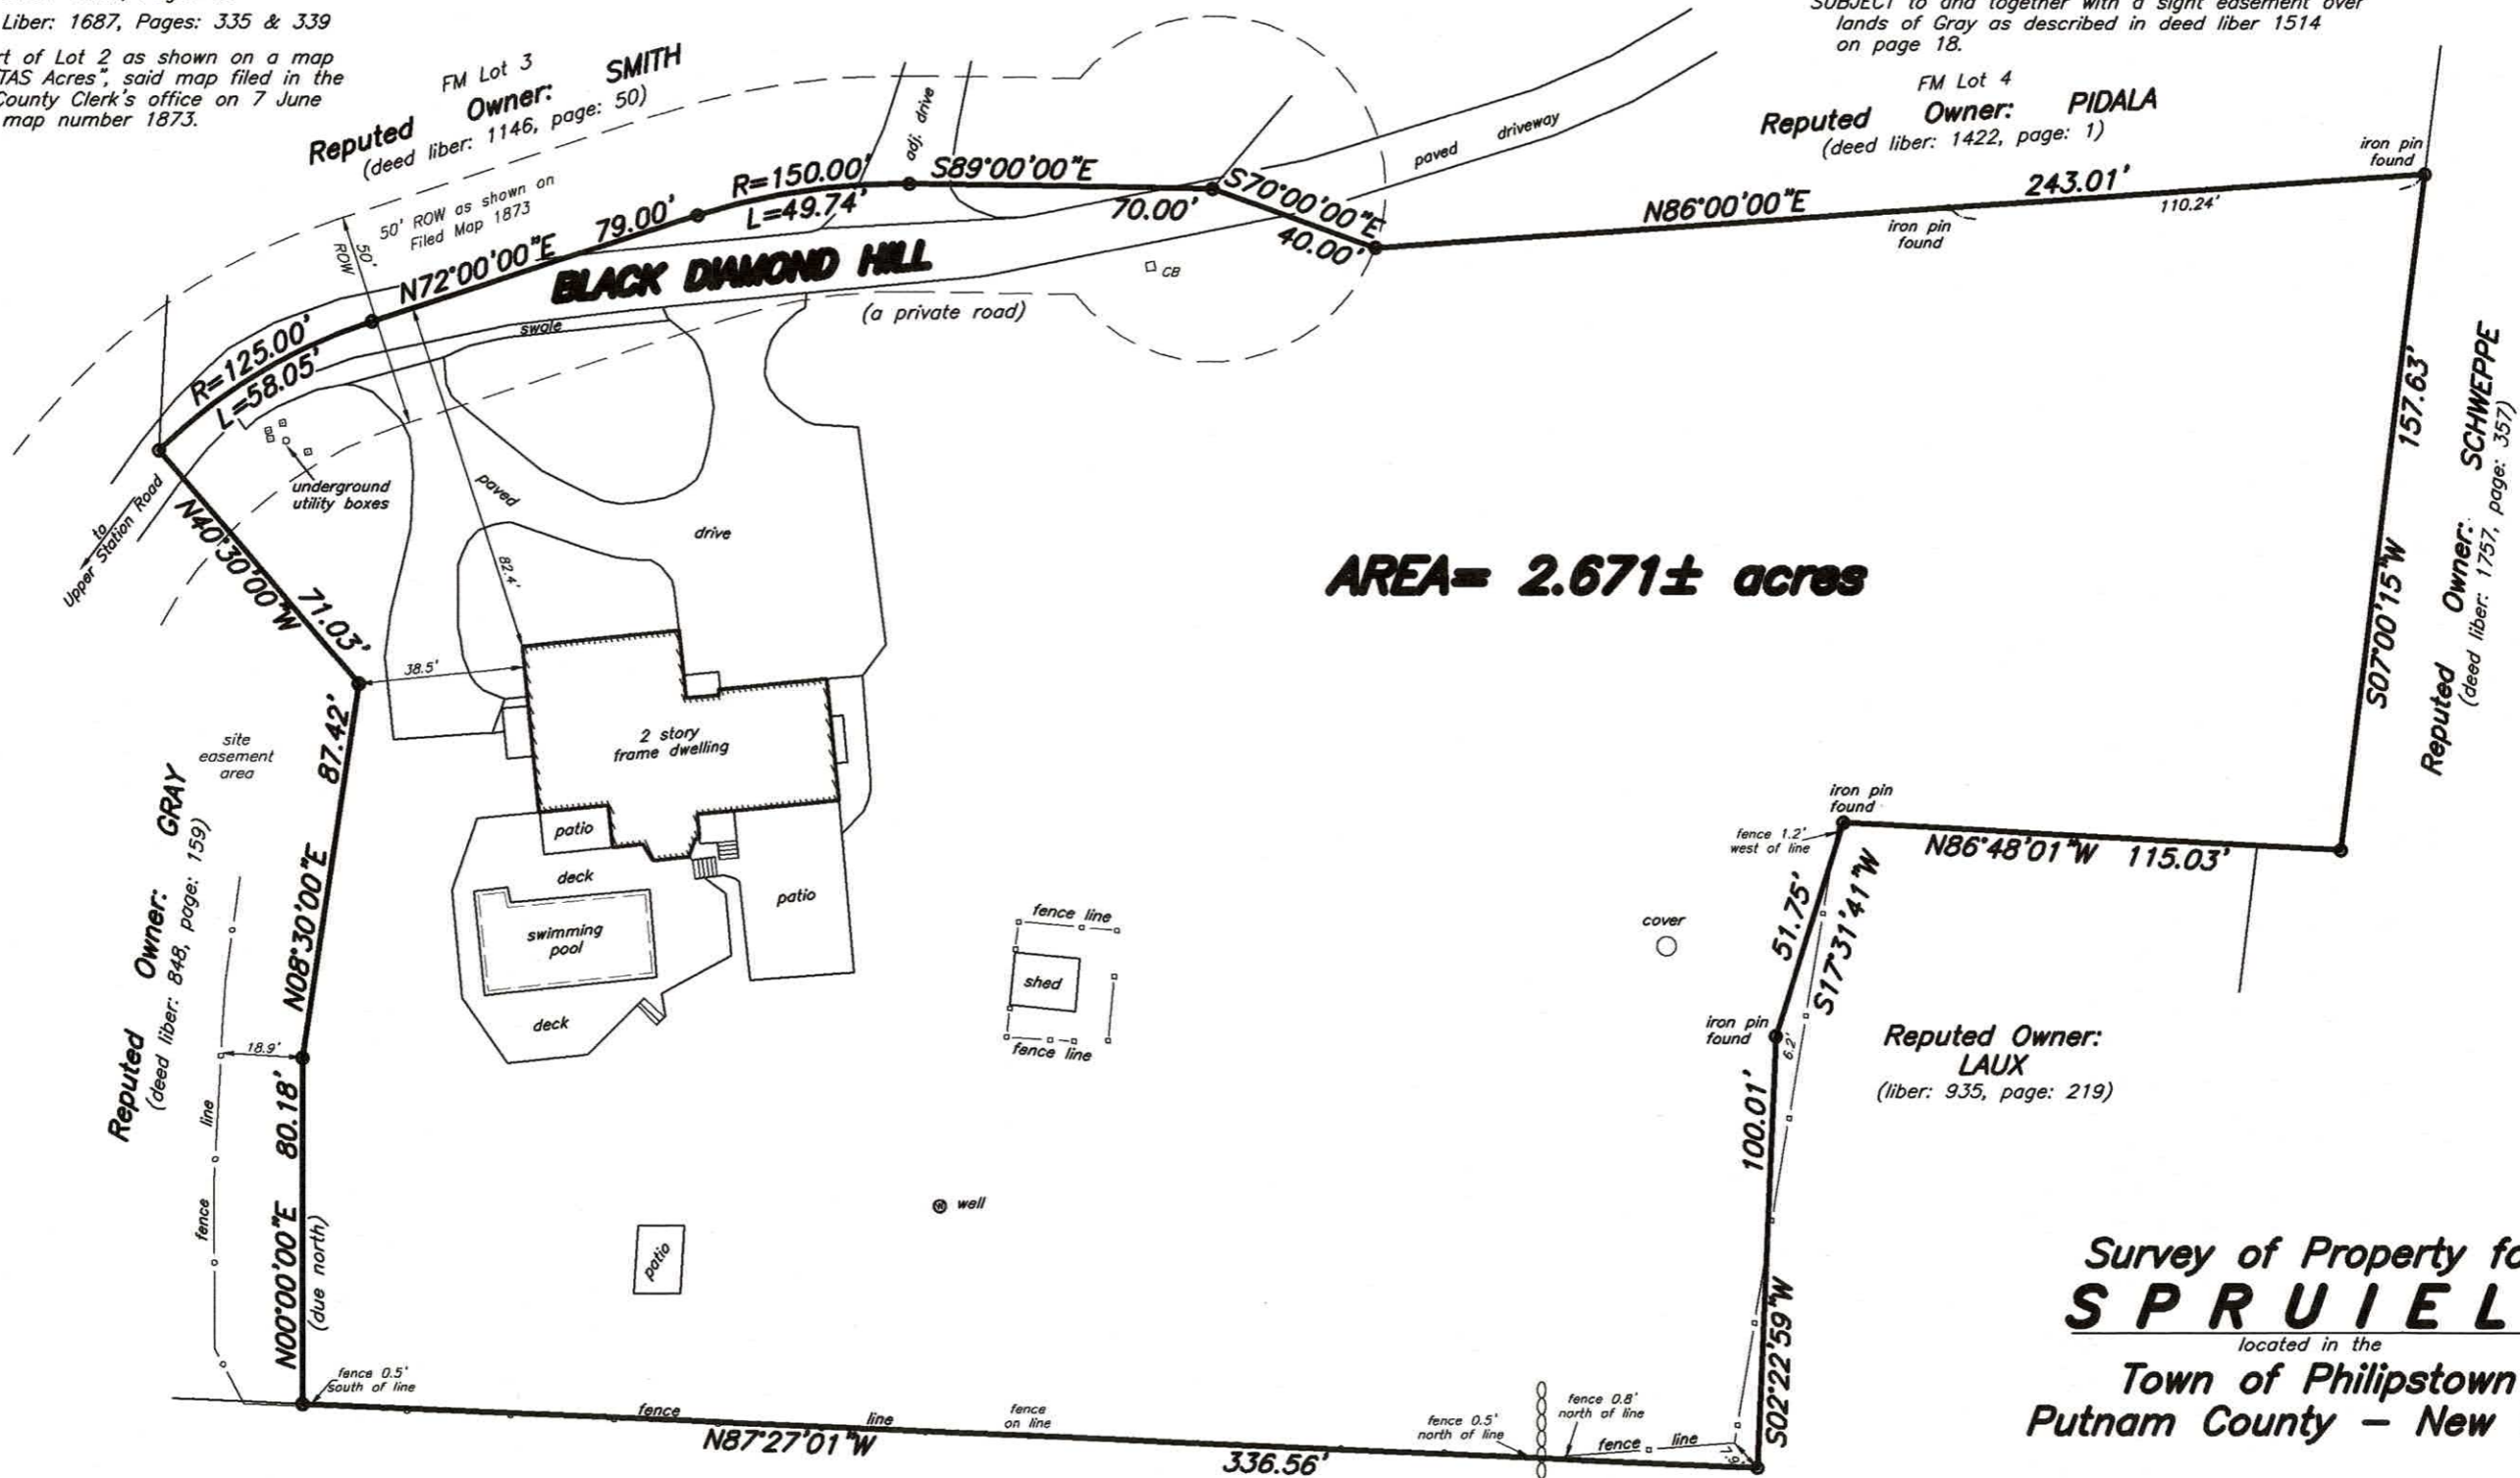 Liber: 1687, Pages: 335 & 339
of Lot 2 as shown on a map
Acres", said map filed in the
County Clerk's office on 7 June
map number 1873.
SUBJECT to and together with a sight easement over
lands of Gray as described in deed liber 1514
on page 18.
FM Lot 3
Reputed Owner: SMITH
(deed liber: 1146, page: 50)
FM Lot 4
Reputed Owner: PIDALA
(deed liber: 1422, page: 1)
iron pin
found
50' ROW as shown on
Filed Map 1873
50'
ROW
adj. drive
paved driveway
R=125.00'
L=58.05'
N72°00'00"E 79.00'
R=150.00'
L=49.74'
S89°00'00"E
70.00'
S70°00'00"E
40.00'
N86°00'00"E 243.01'
110.24'
iron pin
found
BLACK DIAMOND HILL
(a private road)
CB
swale
underground
utility boxes
to
Upper Station Road
paved
drive
82.4'
N40°30'00"W 71.03'
38.5'
AREA= 2.671± acres
157.63'
S07°00'15"W
Reputed Owner: SCHWEPPE
(deed liber: 1757, page: 357)
2 story
frame dwelling
87.42'
N08°30'00"E
site
easement
area
Reputed Owner: GRAY
(deed liber: 848, page: 159)
patio
deck
swimming
pool
deck
patio
fence line
shed
fence line
cover
iron pin
found
fence 1.2'
west of line
N86°48'01"W 115.03'
51.75'
S17°31'41"W
iron pin
found
6.2'
Reputed Owner:
LAUX
(liber: 935, page: 219)
18.9'
80.18'
N00°00'00"E
(due north)
fence line
100.01'
S02°22'59"W
well
patio
fence 0.5'
south of line
fence line
fence
on line
N87°27'01"W
336.56'
fence 0.5'
north of line
fence 0.8'
north of line
fence line
Survey of Property
SPRUIEL
located in the
Town of Philipstown
Putnam County – New